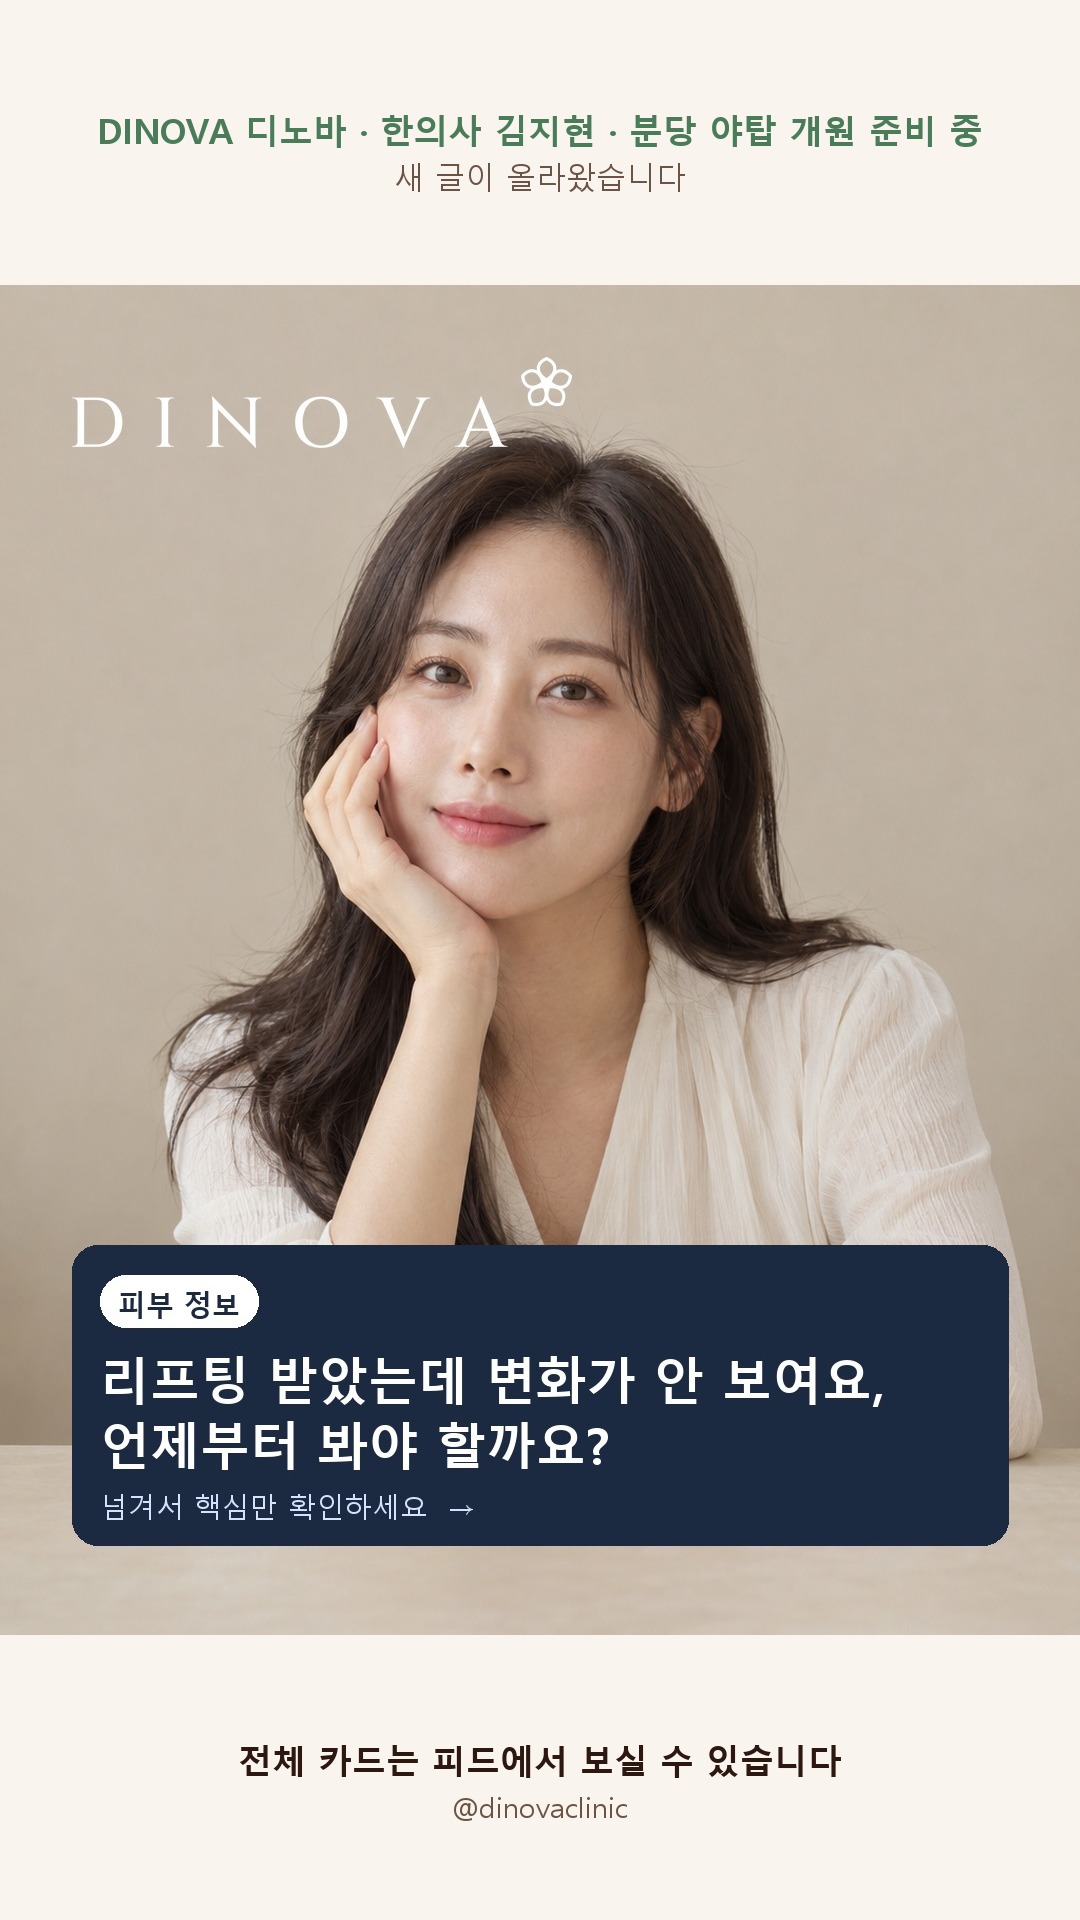 DINOVA 디노바 · 한의사 김지현 · 분당 야탑 개원 준비 중
새 글이 올라왔습니다
DINOVA
피부 정보
리프팅 받았는데 변화가 안 보여요,
언제부터 봐야 할까요?
넘겨서 핵심만 확인하세요 →
전체 카드는 피드에서 보실 수 있습니다
@dinovaclinic